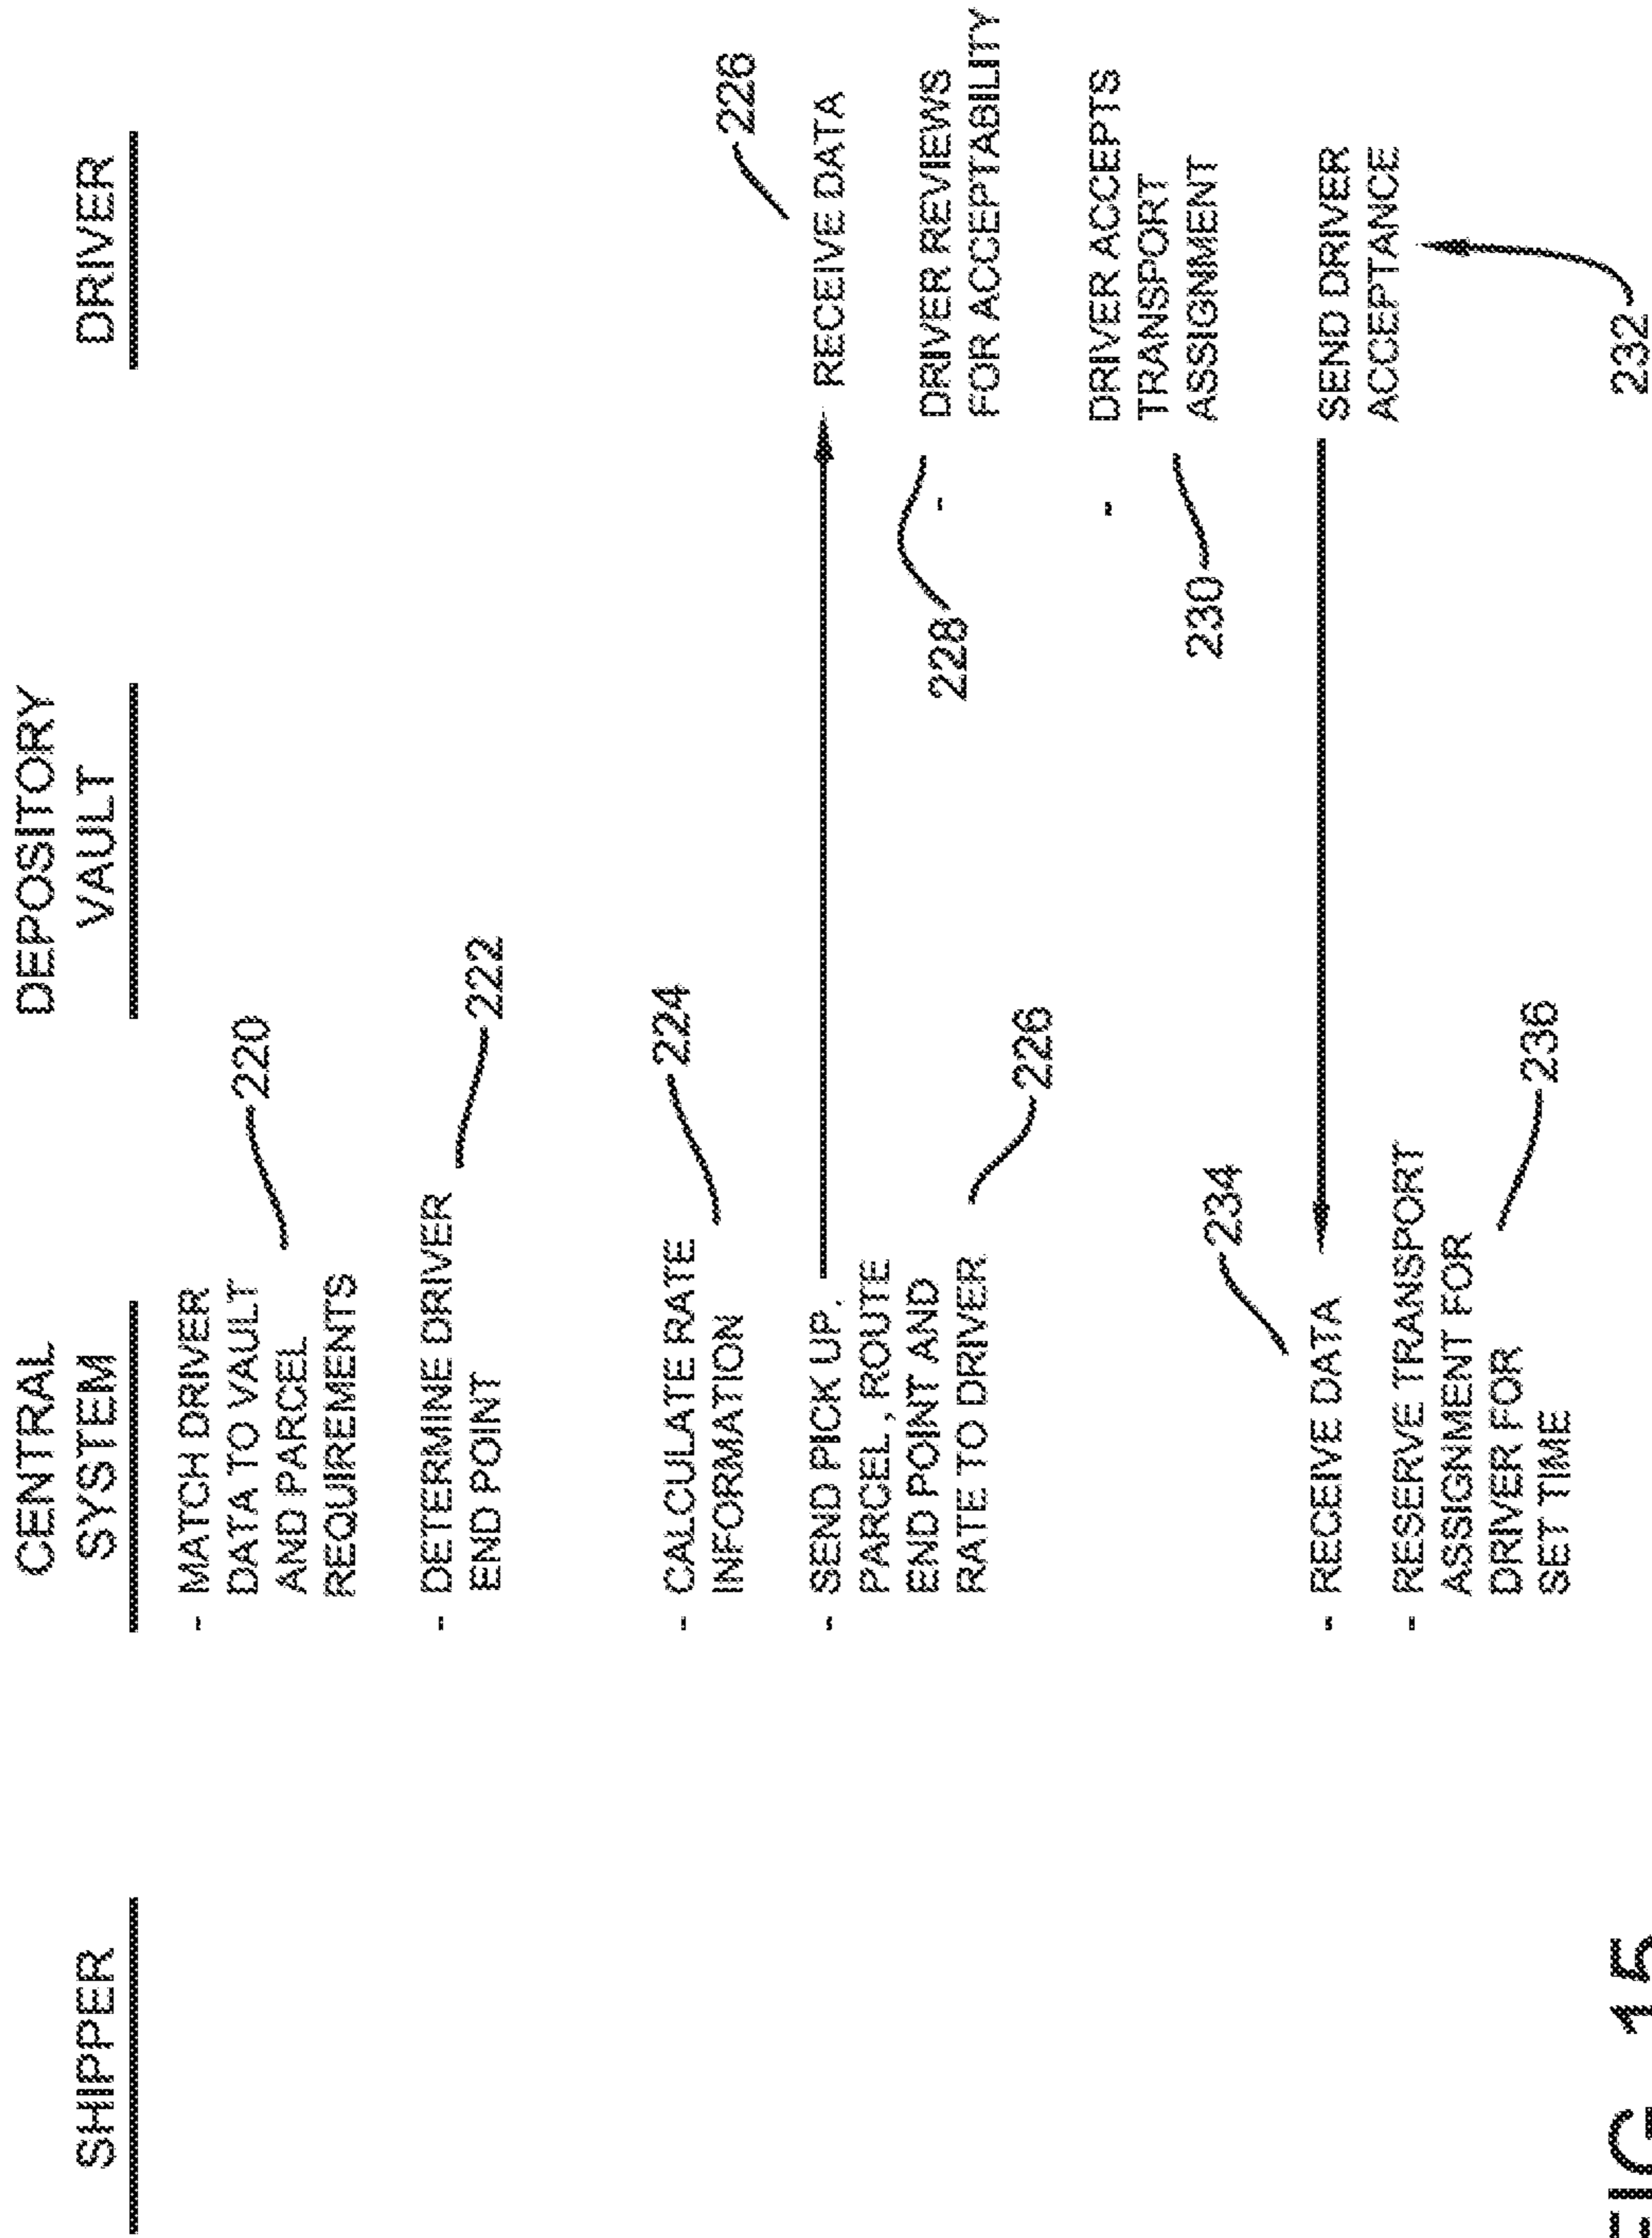 SHIPPER
CENTRAL
SYSTEM
DEPOSITORY
VAULT
DRIVER
- MATCH DRIVER
DATA TO VAULT
AND PARCEL
REQUIREMENTS
220
- DETERMINE DRIVER
END POINT
222
- CALCULATE RATE
INFORMATION
224
- SEND PICK UP,
PARCEL, ROUTE
END POINT AND
RATE TO DRIVER
226
RECEIVE DATA
226
- DRIVER REVIEWS
FOR ACCEPTABILITY
228
- DRIVER ACCEPTS
TRANSPORT
ASSIGNMENT
230
SEND DRIVER
ACCEPTANCE
232
- RECEIVE DATA
234
- RESERVE TRANSPORT
ASSIGNMENT FOR
DRIVER FOR
SET TIME
236
FIG. 15